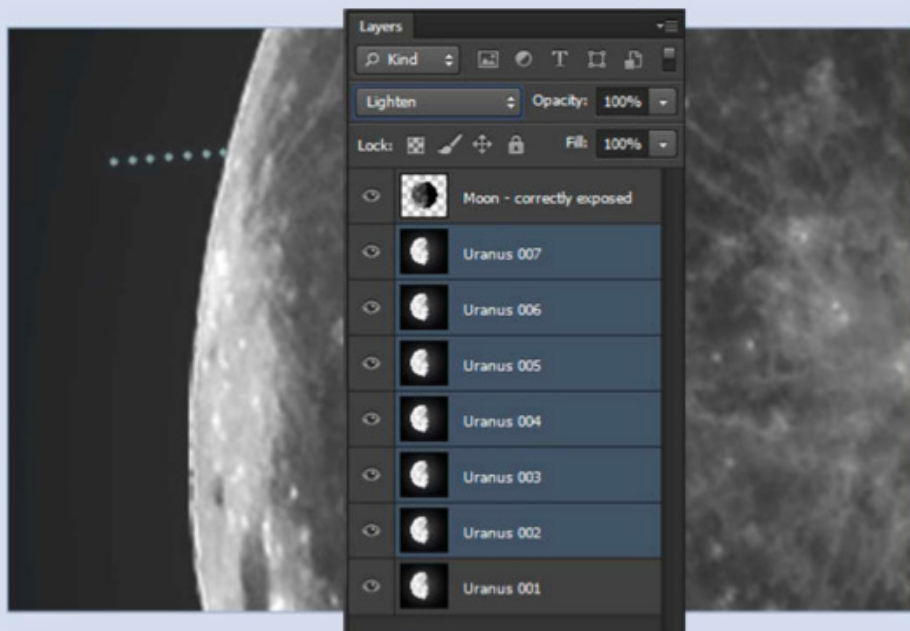 Layers
Kind
Lighten Opacity: 100%
Lock: Fill: 100%
Moon - correctly exposed
Uranus 007
Uranus 006
Uranus 005
Uranus 004
Uranus 003
Uranus 002
Uranus 001